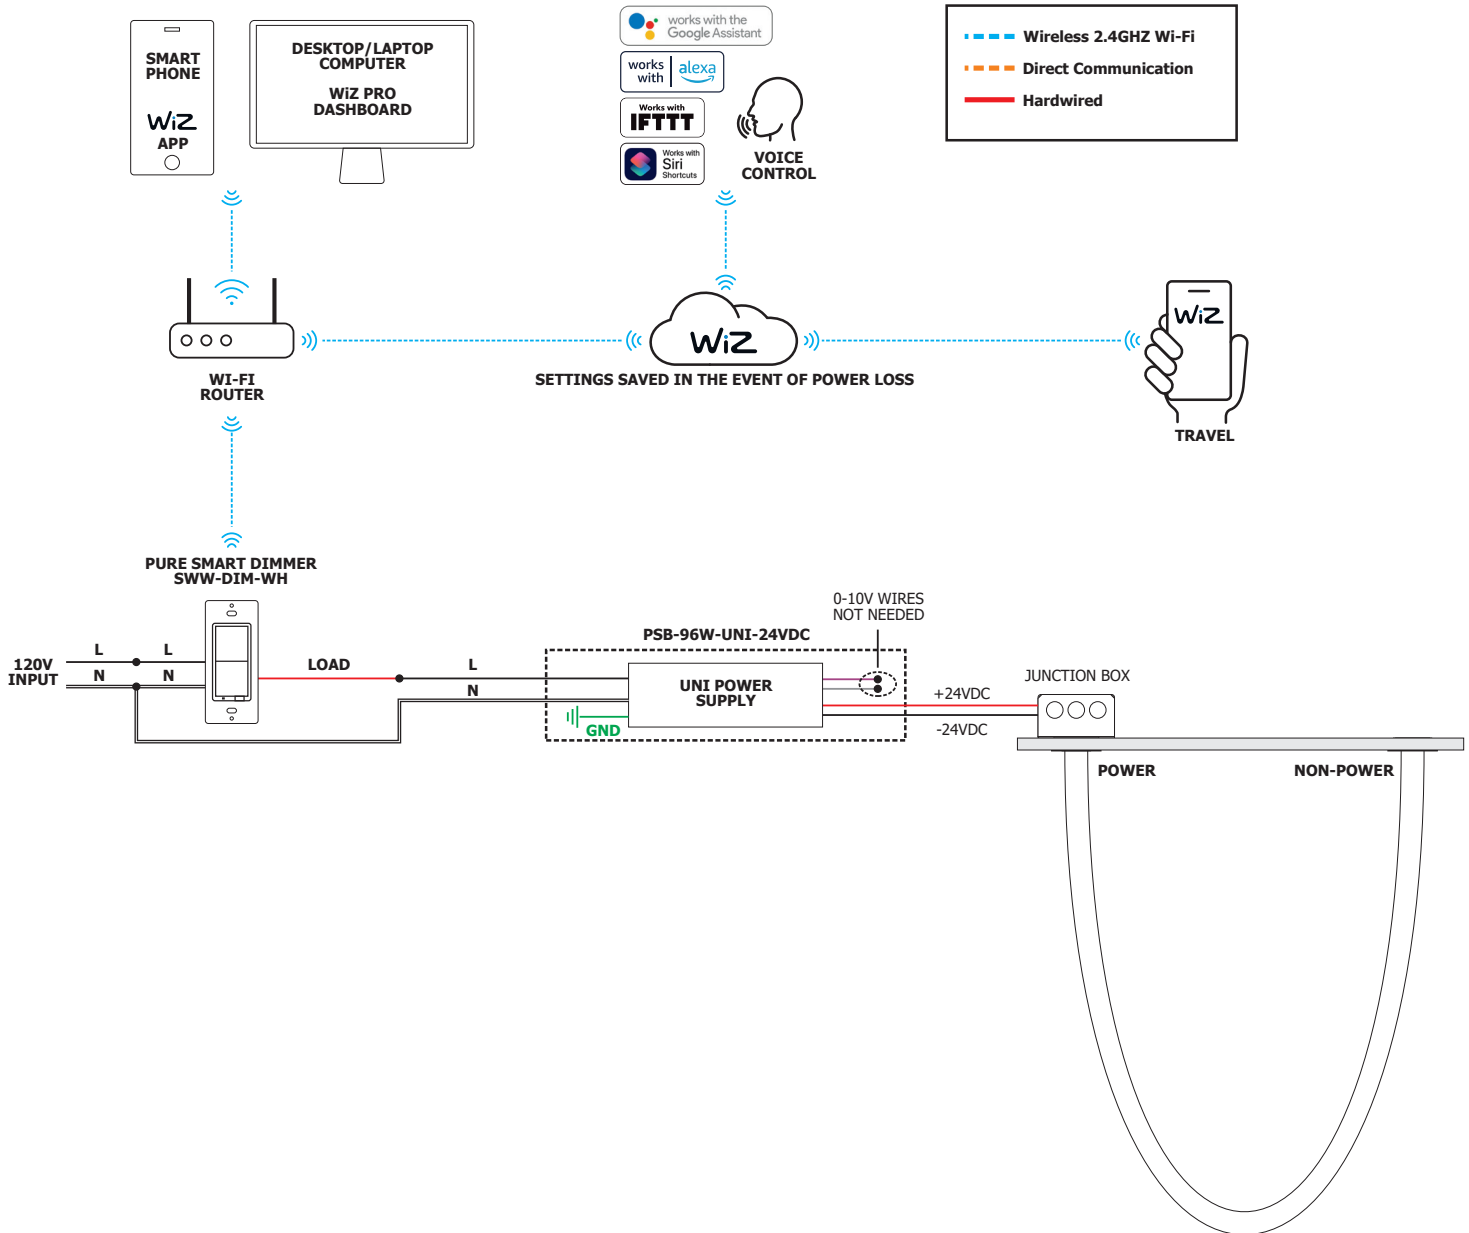 SMART
PHONE
WiZ
APP
DESKTOP/LAPTOP
COMPUTER
WiZ PRO
DASHBOARD
works with the
Google Assistant
works
with
alexa
Works with
IFTTT
Works with
Siri
Shortcuts
VOICE
CONTROL
Wireless 2.4GHZ Wi-Fi
Direct Communication
Hardwired
WI-FI
ROUTER
WiZ
SETTINGS SAVED IN THE EVENT OF POWER LOSS
WiZ
TRAVEL
PURE SMART DIMMER
SWW-DIM-WH
120V
INPUT
L
L
N
N
LOAD
L
N
PSB-96W-UNI-24VDC
UNI POWER
SUPPLY
GND
0-10V WIRES
NOT NEEDED
+24VDC
-24VDC
JUNCTION BOX
POWER
NON-POWER